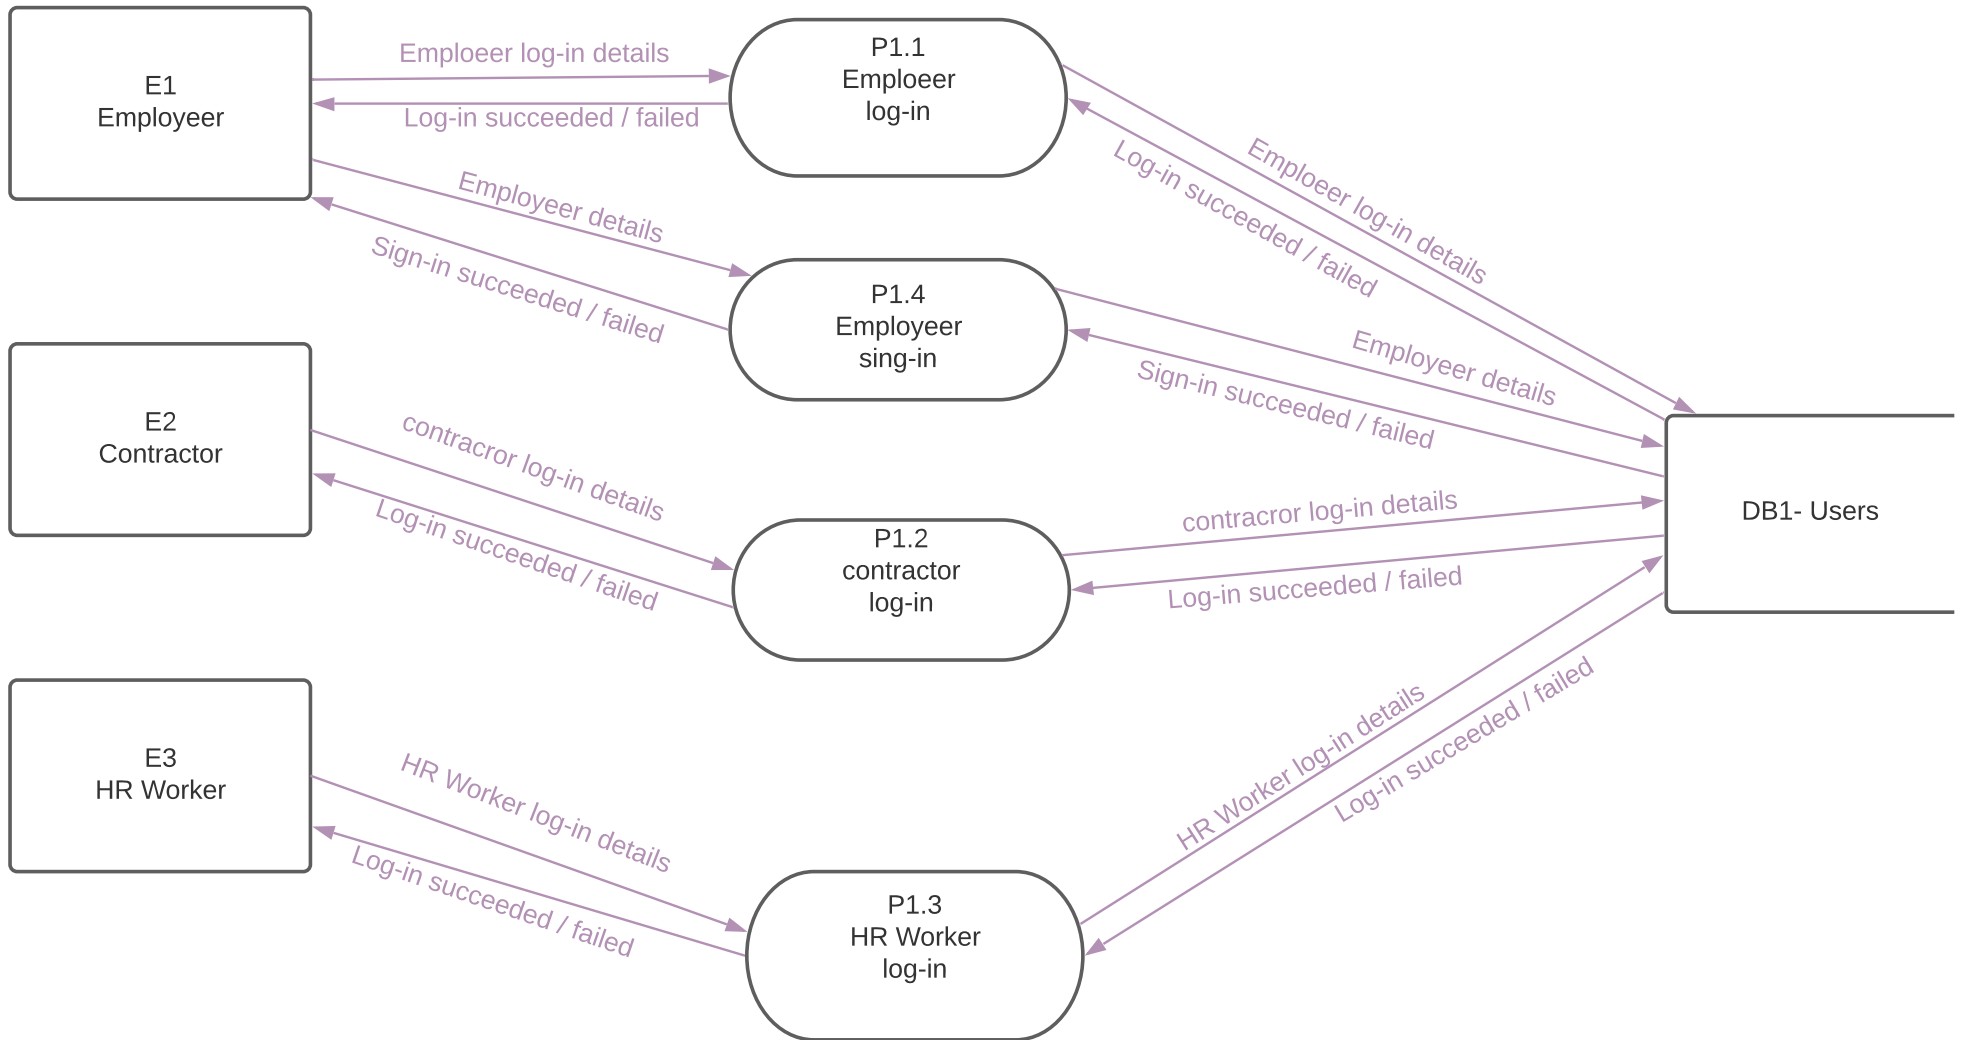 E1
Employeer
Emploeer log-in details
Log-in succeeded / failed
P1.1
Emploeer
log-in
Emploeer log-in details
Log-in succeeded / failed
Employeer details
Sign-in succeeded / failed
P1.4
Employeer
sing-in
Employeer details
Sign-in succeeded / failed
E2
Contractor
contracror log-in details
Log-in succeeded / failed
P1.2
contractor
log-in
contracror log-in details
Log-in succeeded / failed
DB1- Users
E3
HR Worker
HR Worker log-in details
Log-in succeeded / failed
P1.3
HR Worker
log-in
HR Worker log-in details
Log-in succeeded / failed